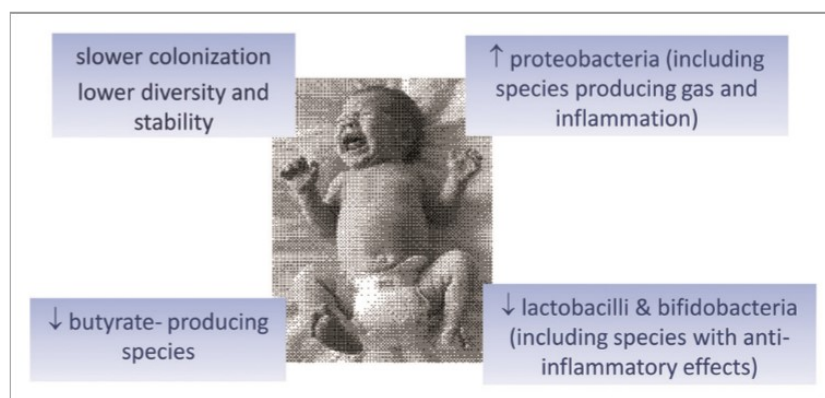 slower colonization
lower diversity and
stability
↑ proteobacteria (including
species producing gas and
inflammation)
↓ butyrate- producing
species
↓ lactobacilli & bifidobacteria
(including species with anti-
inflammatory effects)